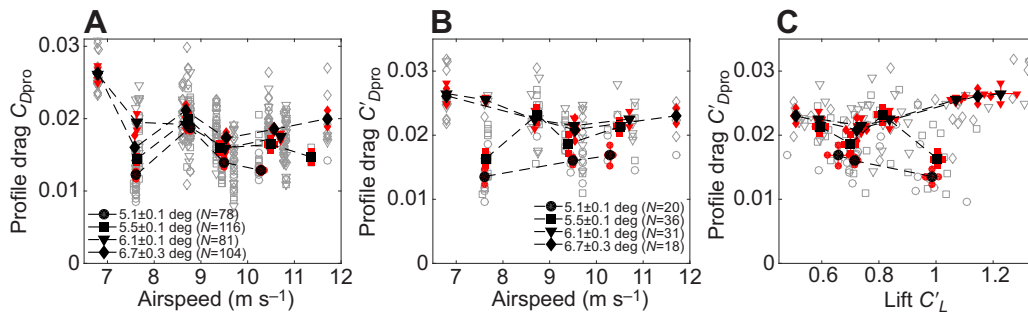 A
Profile drag C_Dpro
0.03
0.02
0.01
0
5.1±0.1 deg (N=78)
5.5±0.1 deg (N=116)
6.1±0.1 deg (N=81)
6.7±0.3 deg (N=104)
7 8 9 10 11 12
Airspeed (m s⁻¹)
B
Profile drag C′_Dpro
0.03
0.02
0.01
0
5.1±0.1 deg (N=20)
5.5±0.1 deg (N=36)
6.1±0.1 deg (N=31)
6.7±0.3 deg (N=18)
7 8 9 10 11 12
Airspeed (m s⁻¹)
C
Profile drag C′_Dpro
0.03
0.02
0.01
0
0.6 0.8 1 1.2
Lift C′_L